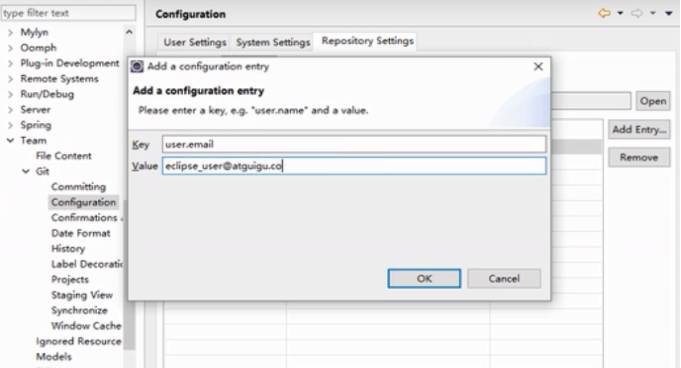 type filter text
Mylyn
Oomph
Plug-in Development
Remote Systems
Run/Debug
Server
Spring
Team
File Content
Git
Committing
Configuration
Confirmations
Date Format
History
Label Decoratic
Projects
Staging View
Synchronize
Window Cache
Ignored Resource
Models
Configuration
User Settings System Settings Repository Settings
Open
Add Entry...
Remove
Add a configuration entry
Add a configuration entry
Please enter a key, e.g. "user.name" and a value.
Key user.email
Value eclipse_user@atguigu.co
OK Cancel